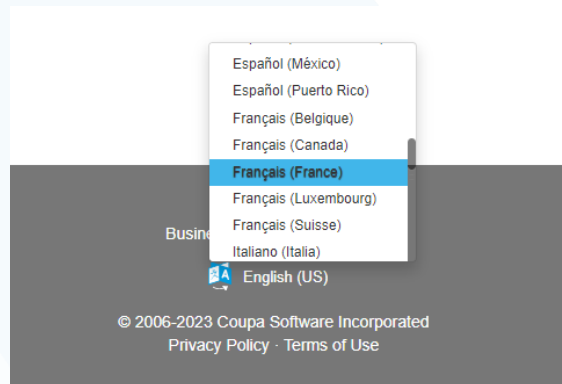 Español (México)
Español (Puerto Rico)
Français (Belgique)
Français (Canada)
Français (France)
Français (Luxembourg)
Français (Suisse)
Italiano (Italia)
Busine
A English (US)
© 2006-2023 Coupa Software Incorporated
Privacy Policy · Terms of Use